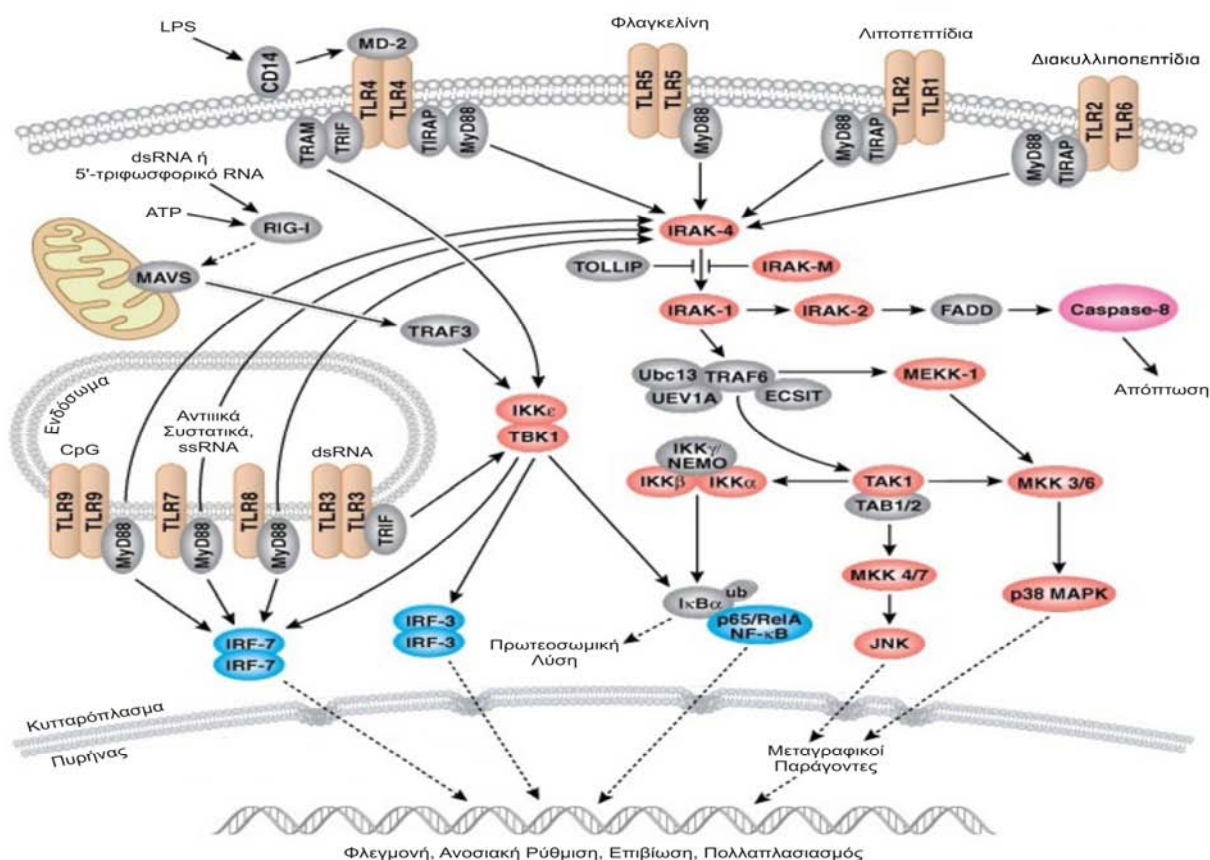 LPS
CD14
MD-2
TLR4
TLR4
TRAM
TRIF
TIRAP
MyD88
Φλαγκελίνη
TLR5
TLR5
MyD88
Λιποπεπτίδια
TLR2
TLR1
MyD88
TIRAP
Διακυλλιποπεπτίδια
TLR2
TLR6
MyD88
TIRAP
dsRNA ή
5'-τριφωσφορικό RNA
ATP
RIG-I
MAVS
TRAF3
IRAK-4
TOLLIP
IRAK-M
IRAK-1
IRAK-2
FADD
Caspase-8
Απόπτωση
Ubc13
TRAF6
UEV1A
ECSIT
MEKK-1
Ενδόσωμα
CpG
Αντιιικά
Συστατικά,
ssRNA
dsRNA
TLR9
TLR9
MyD88
TLR7
MyD88
TLR8
MyD88
TLR3
TLR3
TRIF
IKKε
TBK1
IKKγ/
NEMO
IKKβ
IKKα
TAK1
TAB1/2
MKK 3/6
MKK 4/7
p38 MAPK
JNK
IκBα
ub
p65/RelA
NF-κB
IRF-7
IRF-7
IRF-3
IRF-3
Πρωτεοσωμική
Λύση
Κυτταρόπλασμα
Πυρήνας
Μεταγραφικοί
Παράγοντες
Φλεγμονή, Ανοσιακή Ρύθμιση, Επιβίωση, Πολλαπλασιασμός